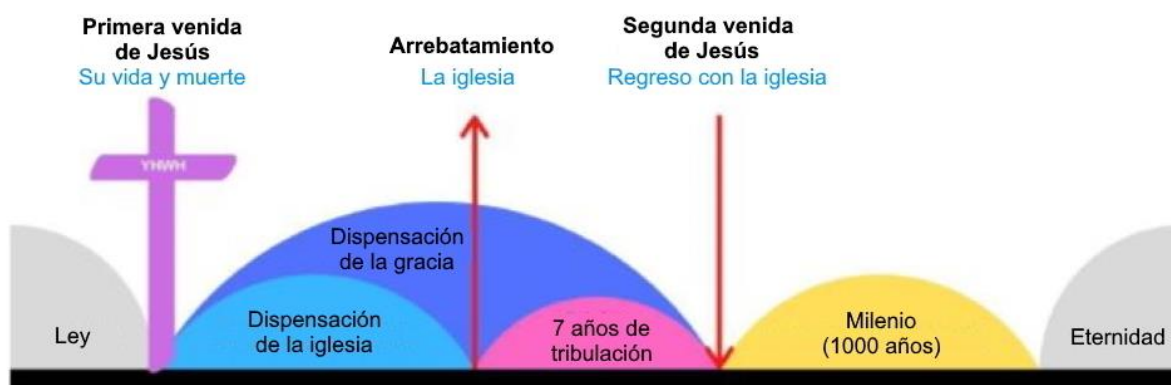 Primera venida
de Jesús
Su vida y muerte
Arrebatamiento
La iglesia
Segunda venida
de Jesús
Regreso con la iglesia
YHWH
Dispensación
de la gracia
Ley
Dispensación
de la iglesia
7 años de
tribulación
Milenio
(1000 años)
Eternidad